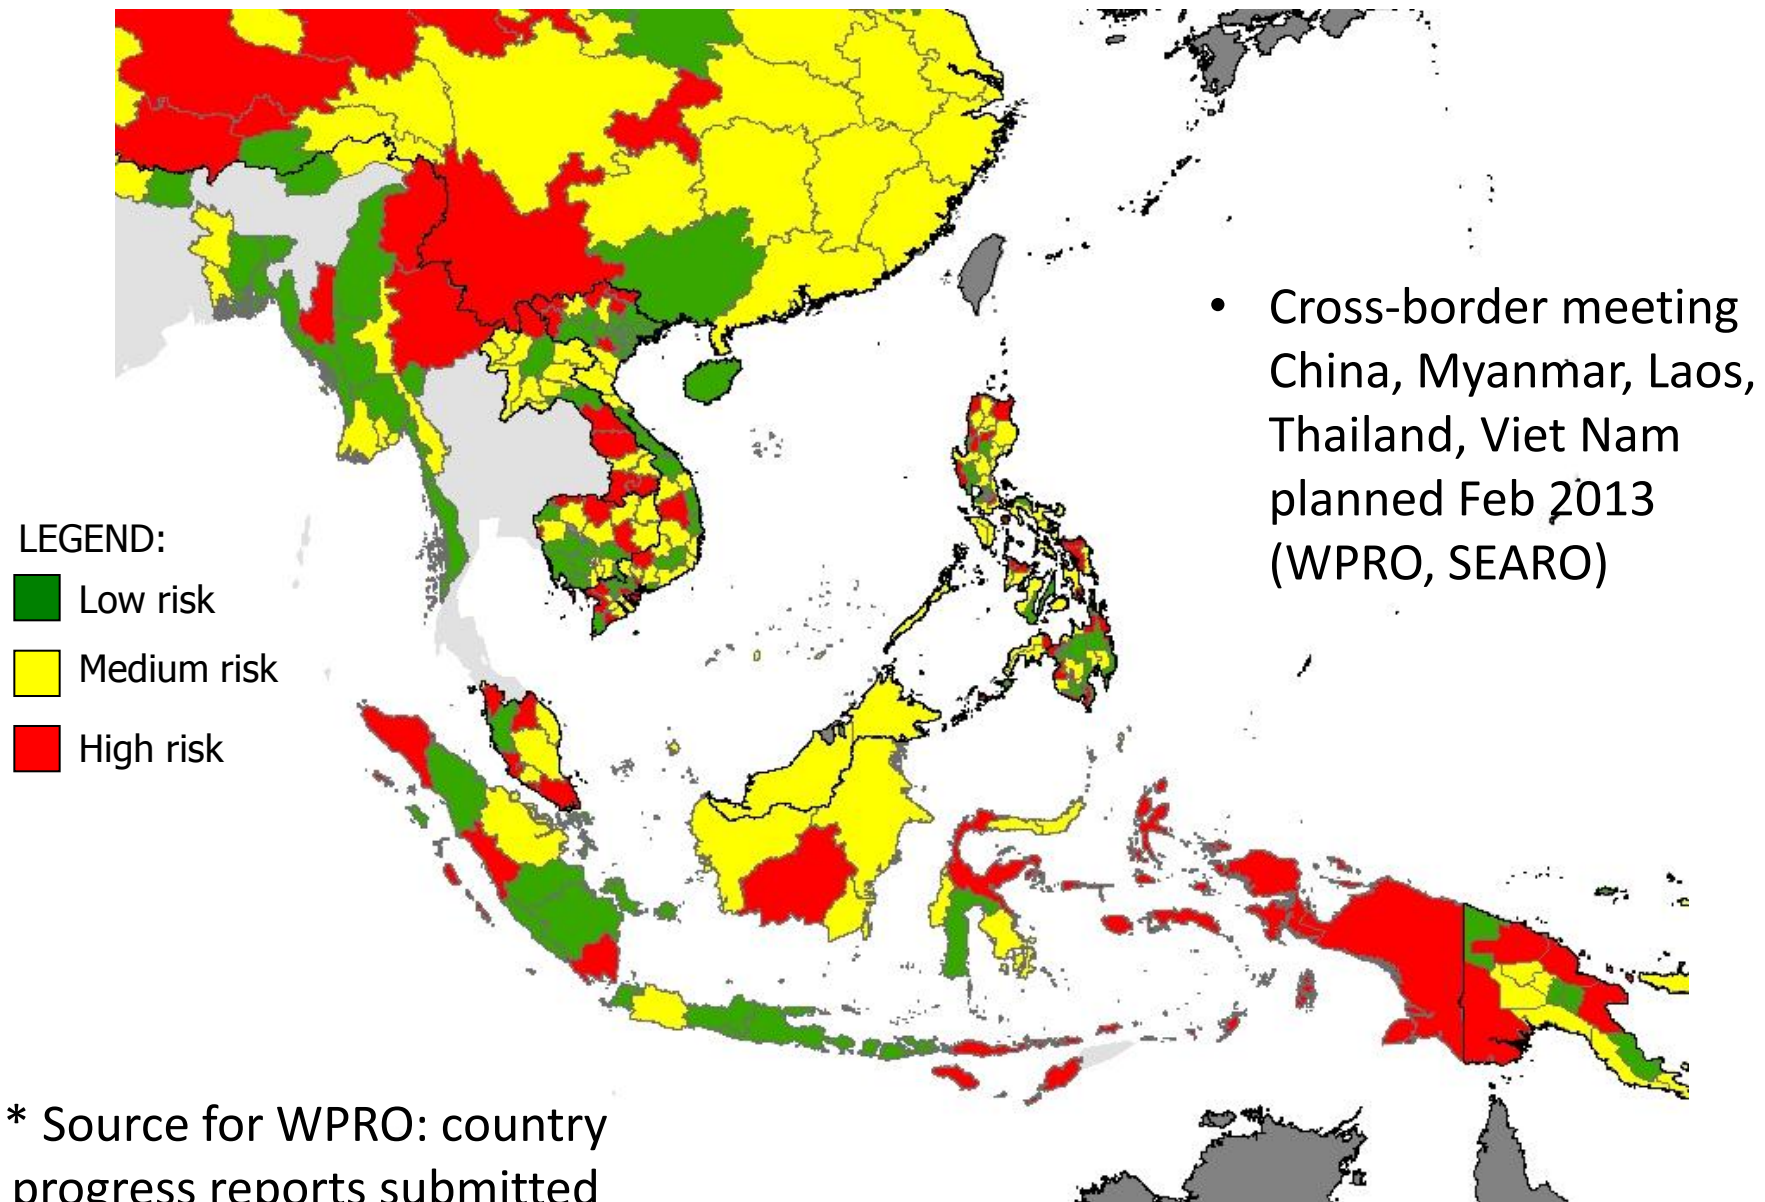 • Cross-border meeting
China, Myanmar, Laos,
Thailand, Viet Nam
planned Feb 2013
(WPRO, SEARO)
LEGEND:
Low risk
Medium risk
High risk
* Source for WPRO: country
progress reports submitted